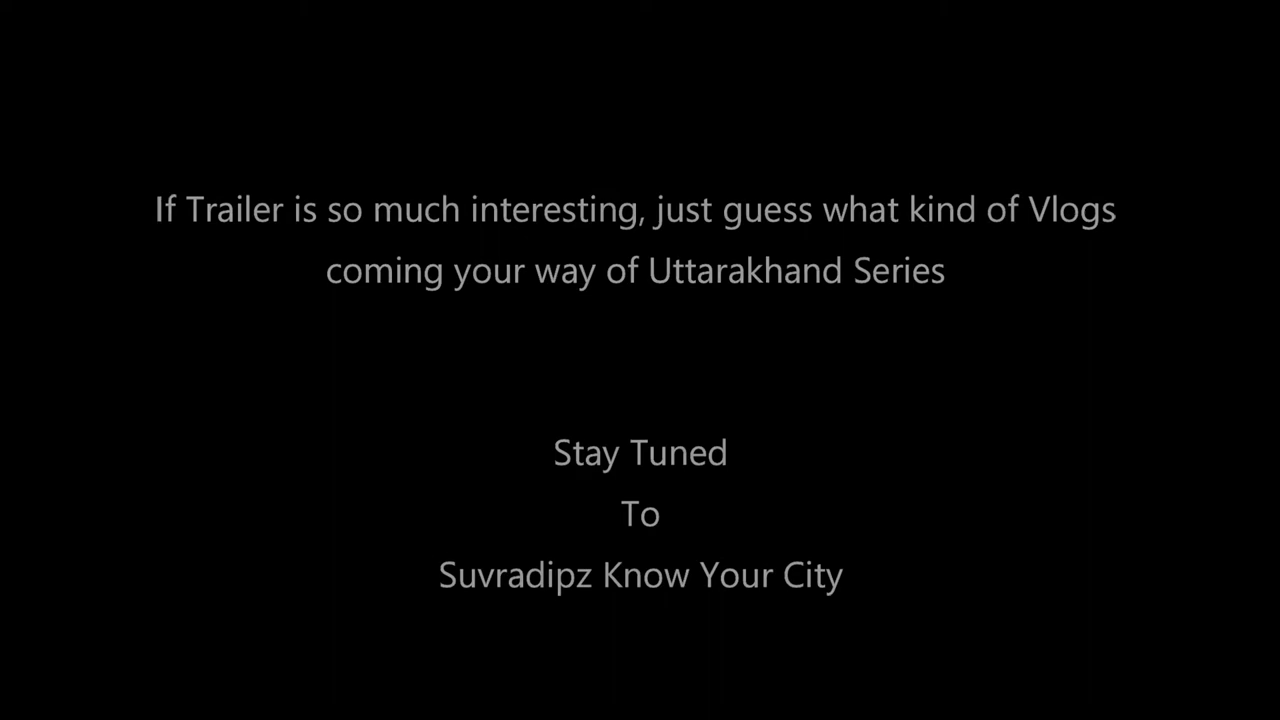 If Trailer is so much interesting, just guess what kind of Vlogs
coming your way of Uttarakhand Series
Stay Tuned
To
Suvradipz Know Your City